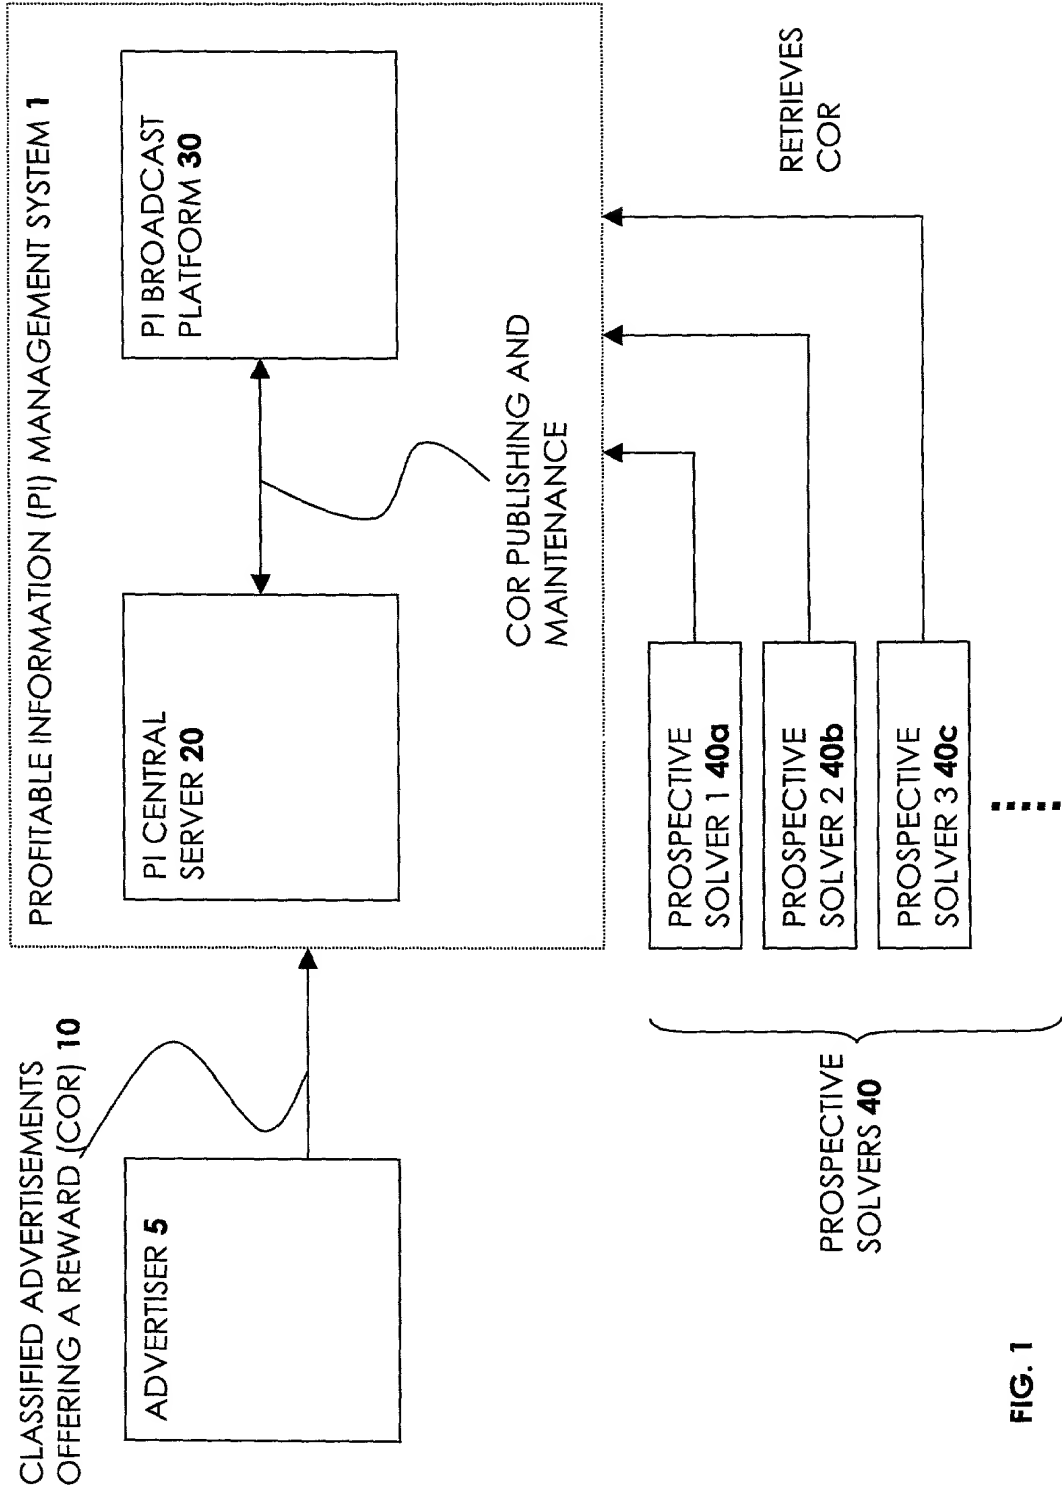 CLASSIFIED ADVERTISEMENTS
OFFERING A REWARD (COR) 10
PROFITABLE INFORMATION (PI) MANAGEMENT SYSTEM 1
ADVERTISER 5
PI CENTRAL
SERVER 20
PI BROADCAST
PLATFORM 30
COR PUBLISHING AND
MAINTENANCE
PROSPECTIVE
SOLVER 1 40a
PROSPECTIVE
SOLVER 2 40b
PROSPECTIVE
SOLVER 3 40c
RETRIEVES
COR
PROSPECTIVE
SOLVERS 40
FIG. 1